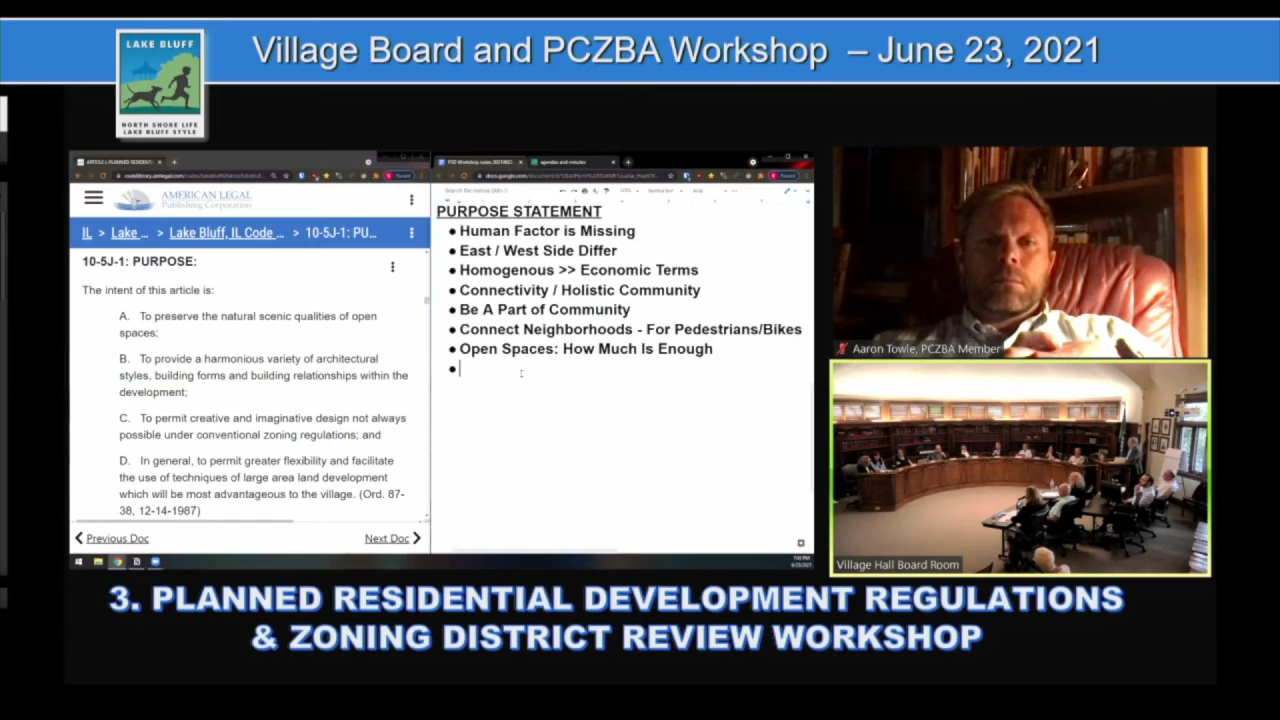 Village Board and PCZBA Workshop – June 23, 2021
LAKE BLUFF
NORTH SHORE LIFE
LAKE BLUFF STYLE
AMERICAN LEGAL
Publishing Corporation
IL > Lake ... > Lake Bluff, IL Code ... > 10-5J-1: PU...
10-5J-1: PURPOSE:
The intent of this article is:
A. To preserve the natural scenic qualities of open
spaces;
B. To provide a harmonious variety of architectural
styles, building forms and building relationships within the
development;
C. To permit creative and imaginative design not always
possible under conventional zoning regulations; and
D. In general, to permit greater flexibility and facilitate
the use of techniques of large area land development
which will be most advantageous to the village. (Ord. 87-
38, 12-14-1987)
Previous Doc
Next Doc
agendas and minutes
PURPOSE STATEMENT
● Human Factor is Missing
● East / West Side Differ
● Homogenous >> Economic Terms
● Connectivity / Holistic Community
● Be A Part of Community
● Connect Neighborhoods - For Pedestrians/Bikes
● Open Spaces: How Much Is Enough
●
Aaron Towle, PCZBA Member
Village Hall Board Room
3. PLANNED RESIDENTIAL DEVELOPMENT REGULATIONS
& ZONING DISTRICT REVIEW WORKSHOP